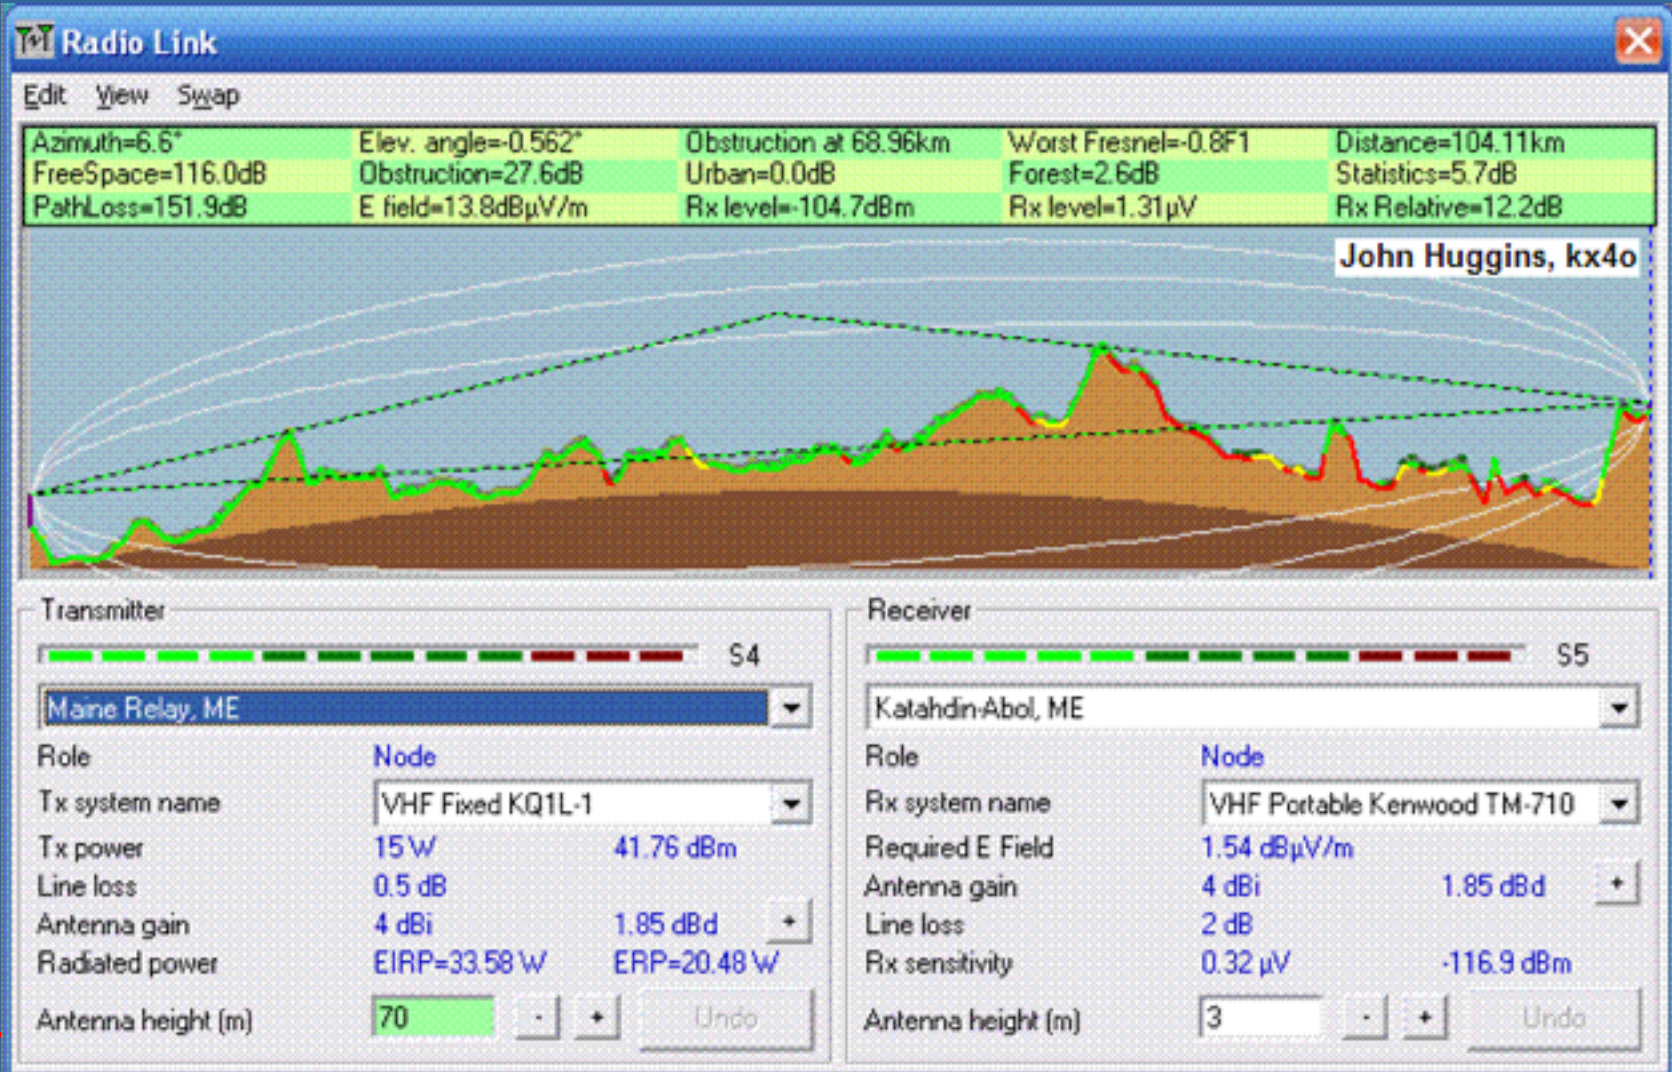 Radio Link
Edit View Swap
Azimuth=6.6° Elev. angle=-0.562° Obstruction at 68.96km Worst Fresnel=-0.8F1 Distance=104.11km
FreeSpace=116.0dB Obstruction=27.6dB Urban=0.0dB Forest=2.6dB Statistics=5.7dB
PathLoss=151.9dB E field=13.8dBµV/m Rx level=-104.7dBm Rx level=1.31µV Rx Relative=12.2dB
John Huggins, kx4o
Transmitter
S4
Maine Relay, ME
Role Node
Tx system name VHF Fixed KQ1L-1
Tx power 15 W 41.76 dBm
Line loss 0.5 dB
Antenna gain 4 dBi 1.85 dBd +
Radiated power EIRP=33.58 W ERP=20.48 W
Antenna height (m) 70 - + Undo
Receiver
S5
Katahdin-Abol, ME
Role Node
Rx system name VHF Portable Kenwood TM-710
Required E Field 1.54 dBµV/m
Antenna gain 4 dBi 1.85 dBd +
Line loss 2 dB
Rx sensitivity 0.32 µV -116.9 dBm
Antenna height (m) 3 - + Undo